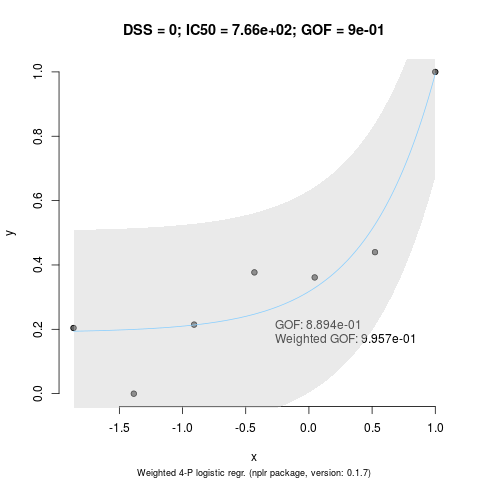 DSS = 0; IC50 = 7.66e+02; GOF = 9e-01
1.0
0.8
0.6
y
0.4
0.2
0.0
GOF: 8.894e-01
Weighted GOF: 9.957e-01
-1.5 -1.0 -0.5 0.0 0.5 1.0
x
Weighted 4-P logistic regr. (nplr package, version: 0.1.7)